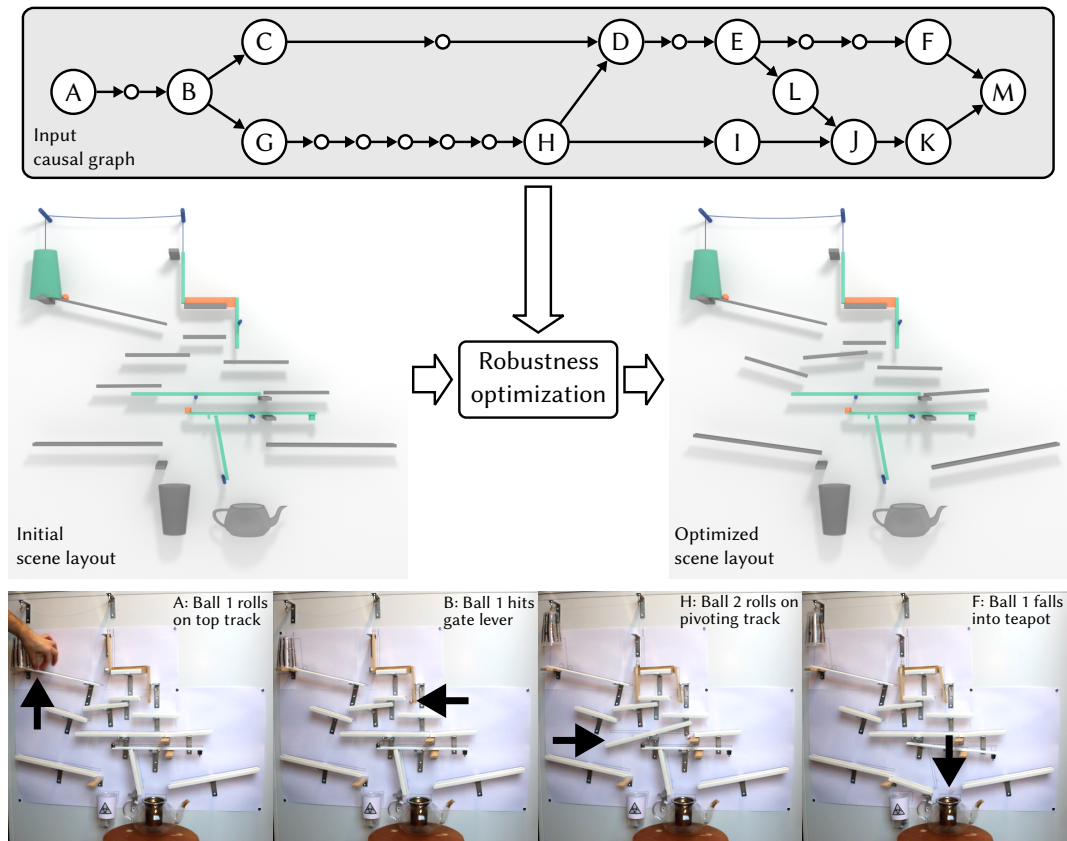 C
D
E
F
A
B
L
M
G
H
I
J
K
Input
causal graph
Robustness
optimization
Initial
scene layout
Optimized
scene layout
A: Ball 1 rolls
on top track
B: Ball 1 hits
gate lever
H: Ball 2 rolls on
pivoting track
F: Ball 1 falls
into teapot